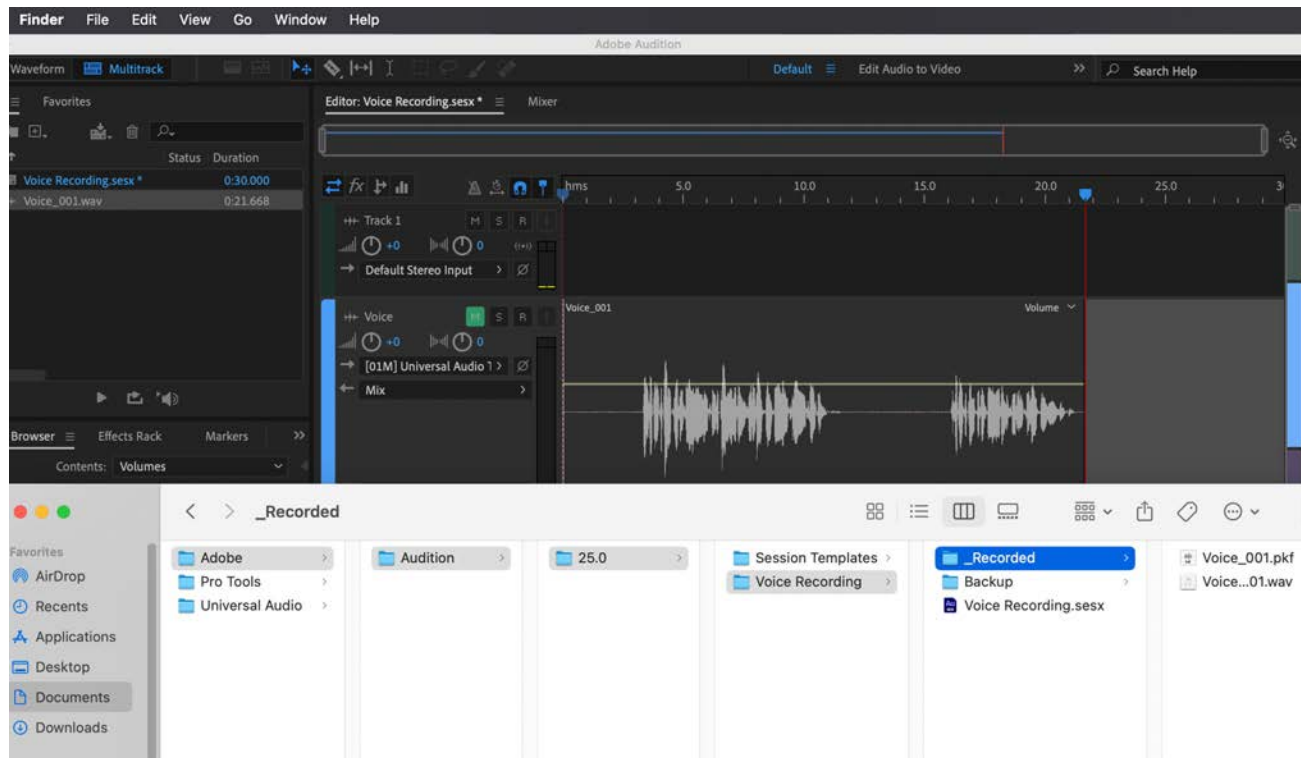 Finder File Edit View Go Window Help
Adobe Audition
Waveform Multitrack Default Edit Audio to Video Search Help
Favorites Editor: Voice Recording.sesx * Mixer
Status Duration
Voice Recording.sesx * 0:30.000
Voice_001.wav 0:21.668
fx hms 5.0 10.0 15.0 20.0 25.0
Track 1 M S R
+0 0
Default Stereo Input
Voice_001 Volume
Voice M S R
+0 0
[01M] Universal Audio
Mix
Browser Effects Rack Markers
Contents: Volumes
_Recorded
Favorites
AirDrop
Recents
Applications
Desktop
Documents
Downloads
Adobe
Pro Tools
Universal Audio
Audition
25.0
Session Templates
Voice Recording
_Recorded
Backup
Voice Recording.sesx
Voice_001.pkf
Voice...01.wav